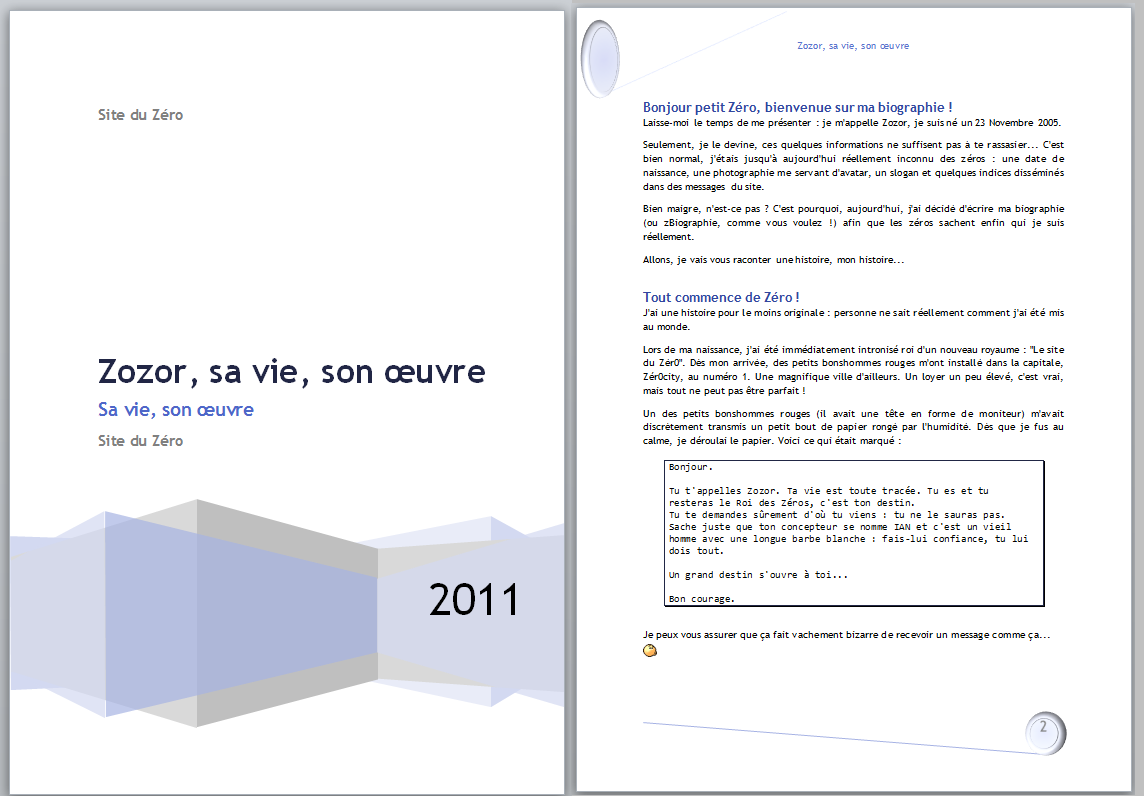 Site du Zéro
Zozor, sa vie, son œuvre
Sa vie, son œuvre
Site du Zéro
2011
Zozor, sa vie, son œuvre
Bonjour petit Zéro, bienvenue sur ma biographie !
Laisse-moi le temps de me présenter : je m'appelle Zozor, je suis né un 23 Novembre 2005.
Seulement, je le devine, ces quelques informations ne suffisent pas à te rassasier... C'est
bien normal, j'étais jusqu'à aujourd'hui réellement inconnu des zéros : une date de
naissance, une photographie me servant d'avatar, un slogan et quelques indices disséminés
dans des messages du site.
Bien maigre, n'est-ce pas ? C'est pourquoi, aujourd'hui, j'ai décidé d'écrire ma biographie
(ou zBiographie, comme vous voulez !) afin que les zéros sachent enfin qui je suis
réellement.
Allons, je vais vous raconter une histoire, mon histoire...
Tout commence de Zéro !
J'ai une histoire pour le moins originale : personne ne sait réellement comment j'ai été mis
au monde.
Lors de ma naissance, j'ai été immédiatement intronisé roi d'un nouveau royaume : "Le site
du Zér0". Dès mon arrivée, des petits bonshommes rouges m'ont installé dans la capitale,
Zér0city, au numéro 1. Une magnifique ville d'ailleurs. Un loyer un peu élevé, c'est vrai,
mais tout ne peut pas être parfait !
Un des petits bonshommes rouges (il avait une tête en forme de moniteur) m'avait
discrètement transmis un petit bout de papier rongé par l'humidité. Dès que je fus au
calme, je déroulai le papier. Voici ce qui était marqué :
Bonjour.
Tu t'appelles Zozor. Ta vie est toute tracée. Tu es et tu
resteras le Roi des Zéros, c'est ton destin.
Tu te demandes sûrement d'où tu viens : tu ne le sauras pas.
Sache juste que ton concepteur se nomme IAN et c'est un vieil
homme avec une longue barbe blanche : fais-lui confiance, tu lui
dois tout.
Un grand destin s'ouvre à toi...
Bon courage.
Je peux vous assurer que ça fait vachement bizarre de recevoir un message comme ça...
2